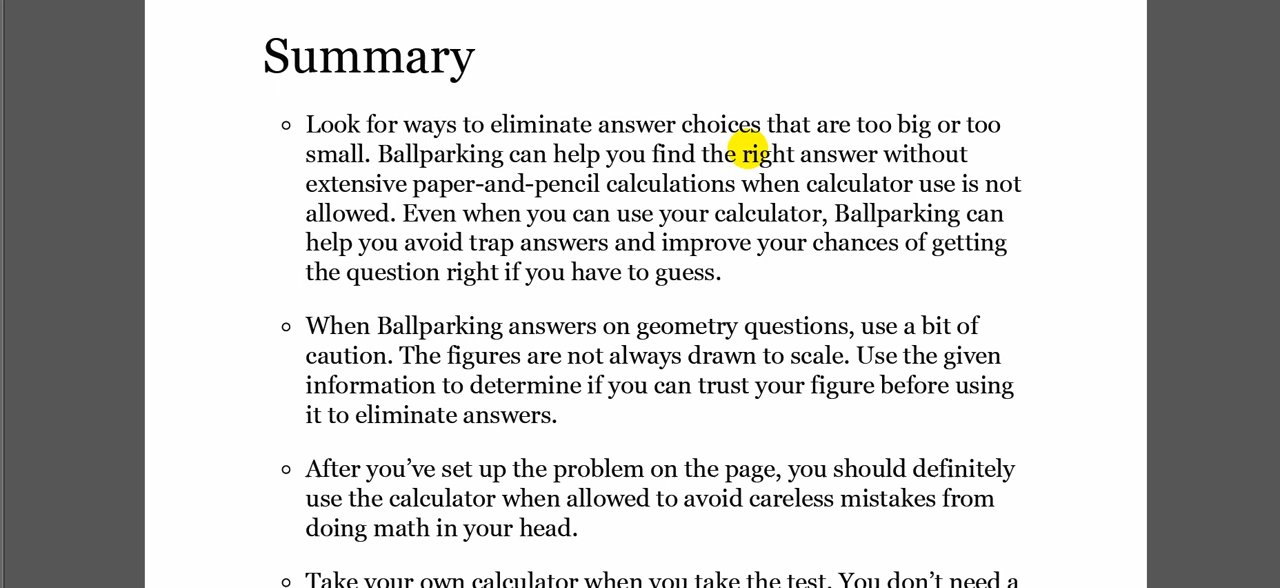 Summary
Look for ways to eliminate answer choices that are too big or too
small. Ballparking can help you find the right answer without
extensive paper-and-pencil calculations when calculator use is not
allowed. Even when you can use your calculator, Ballparking can
help you avoid trap answers and improve your chances of getting
the question right if you have to guess.
When Ballparking answers on geometry questions, use a bit of
caution. The figures are not always drawn to scale. Use the given
information to determine if you can trust your figure before using
it to eliminate answers.
After you’ve set up the problem on the page, you should definitely
use the calculator when allowed to avoid careless mistakes from
doing math in your head.
Take your own calculator when you take the test. You don’t need a